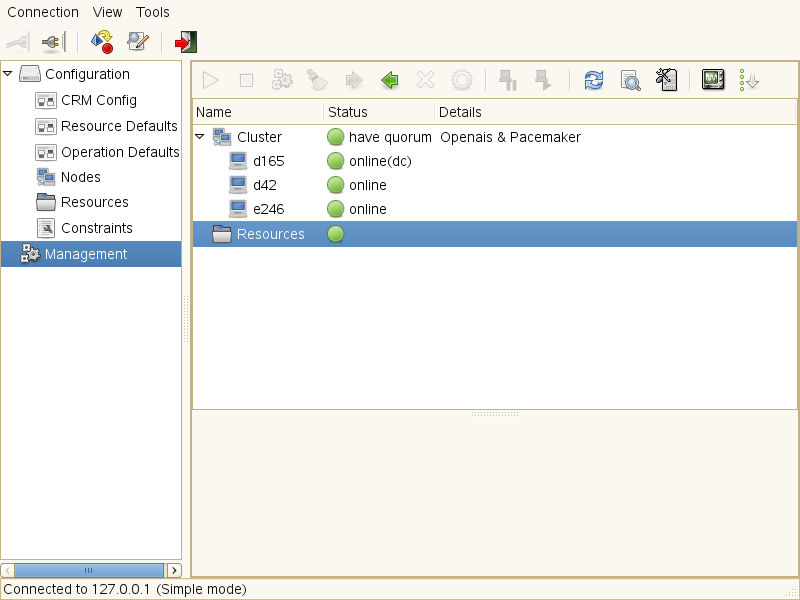 Connection View Tools
Configuration
CRM Config
Resource Defaults
Operation Defaults
Nodes
Resources
Constraints
Management
Name Status Details
Cluster have quorum Openais & Pacemaker
d165 online(dc)
d42 online
e246 online
Resources
Connected to 127.0.0.1 (Simple mode)